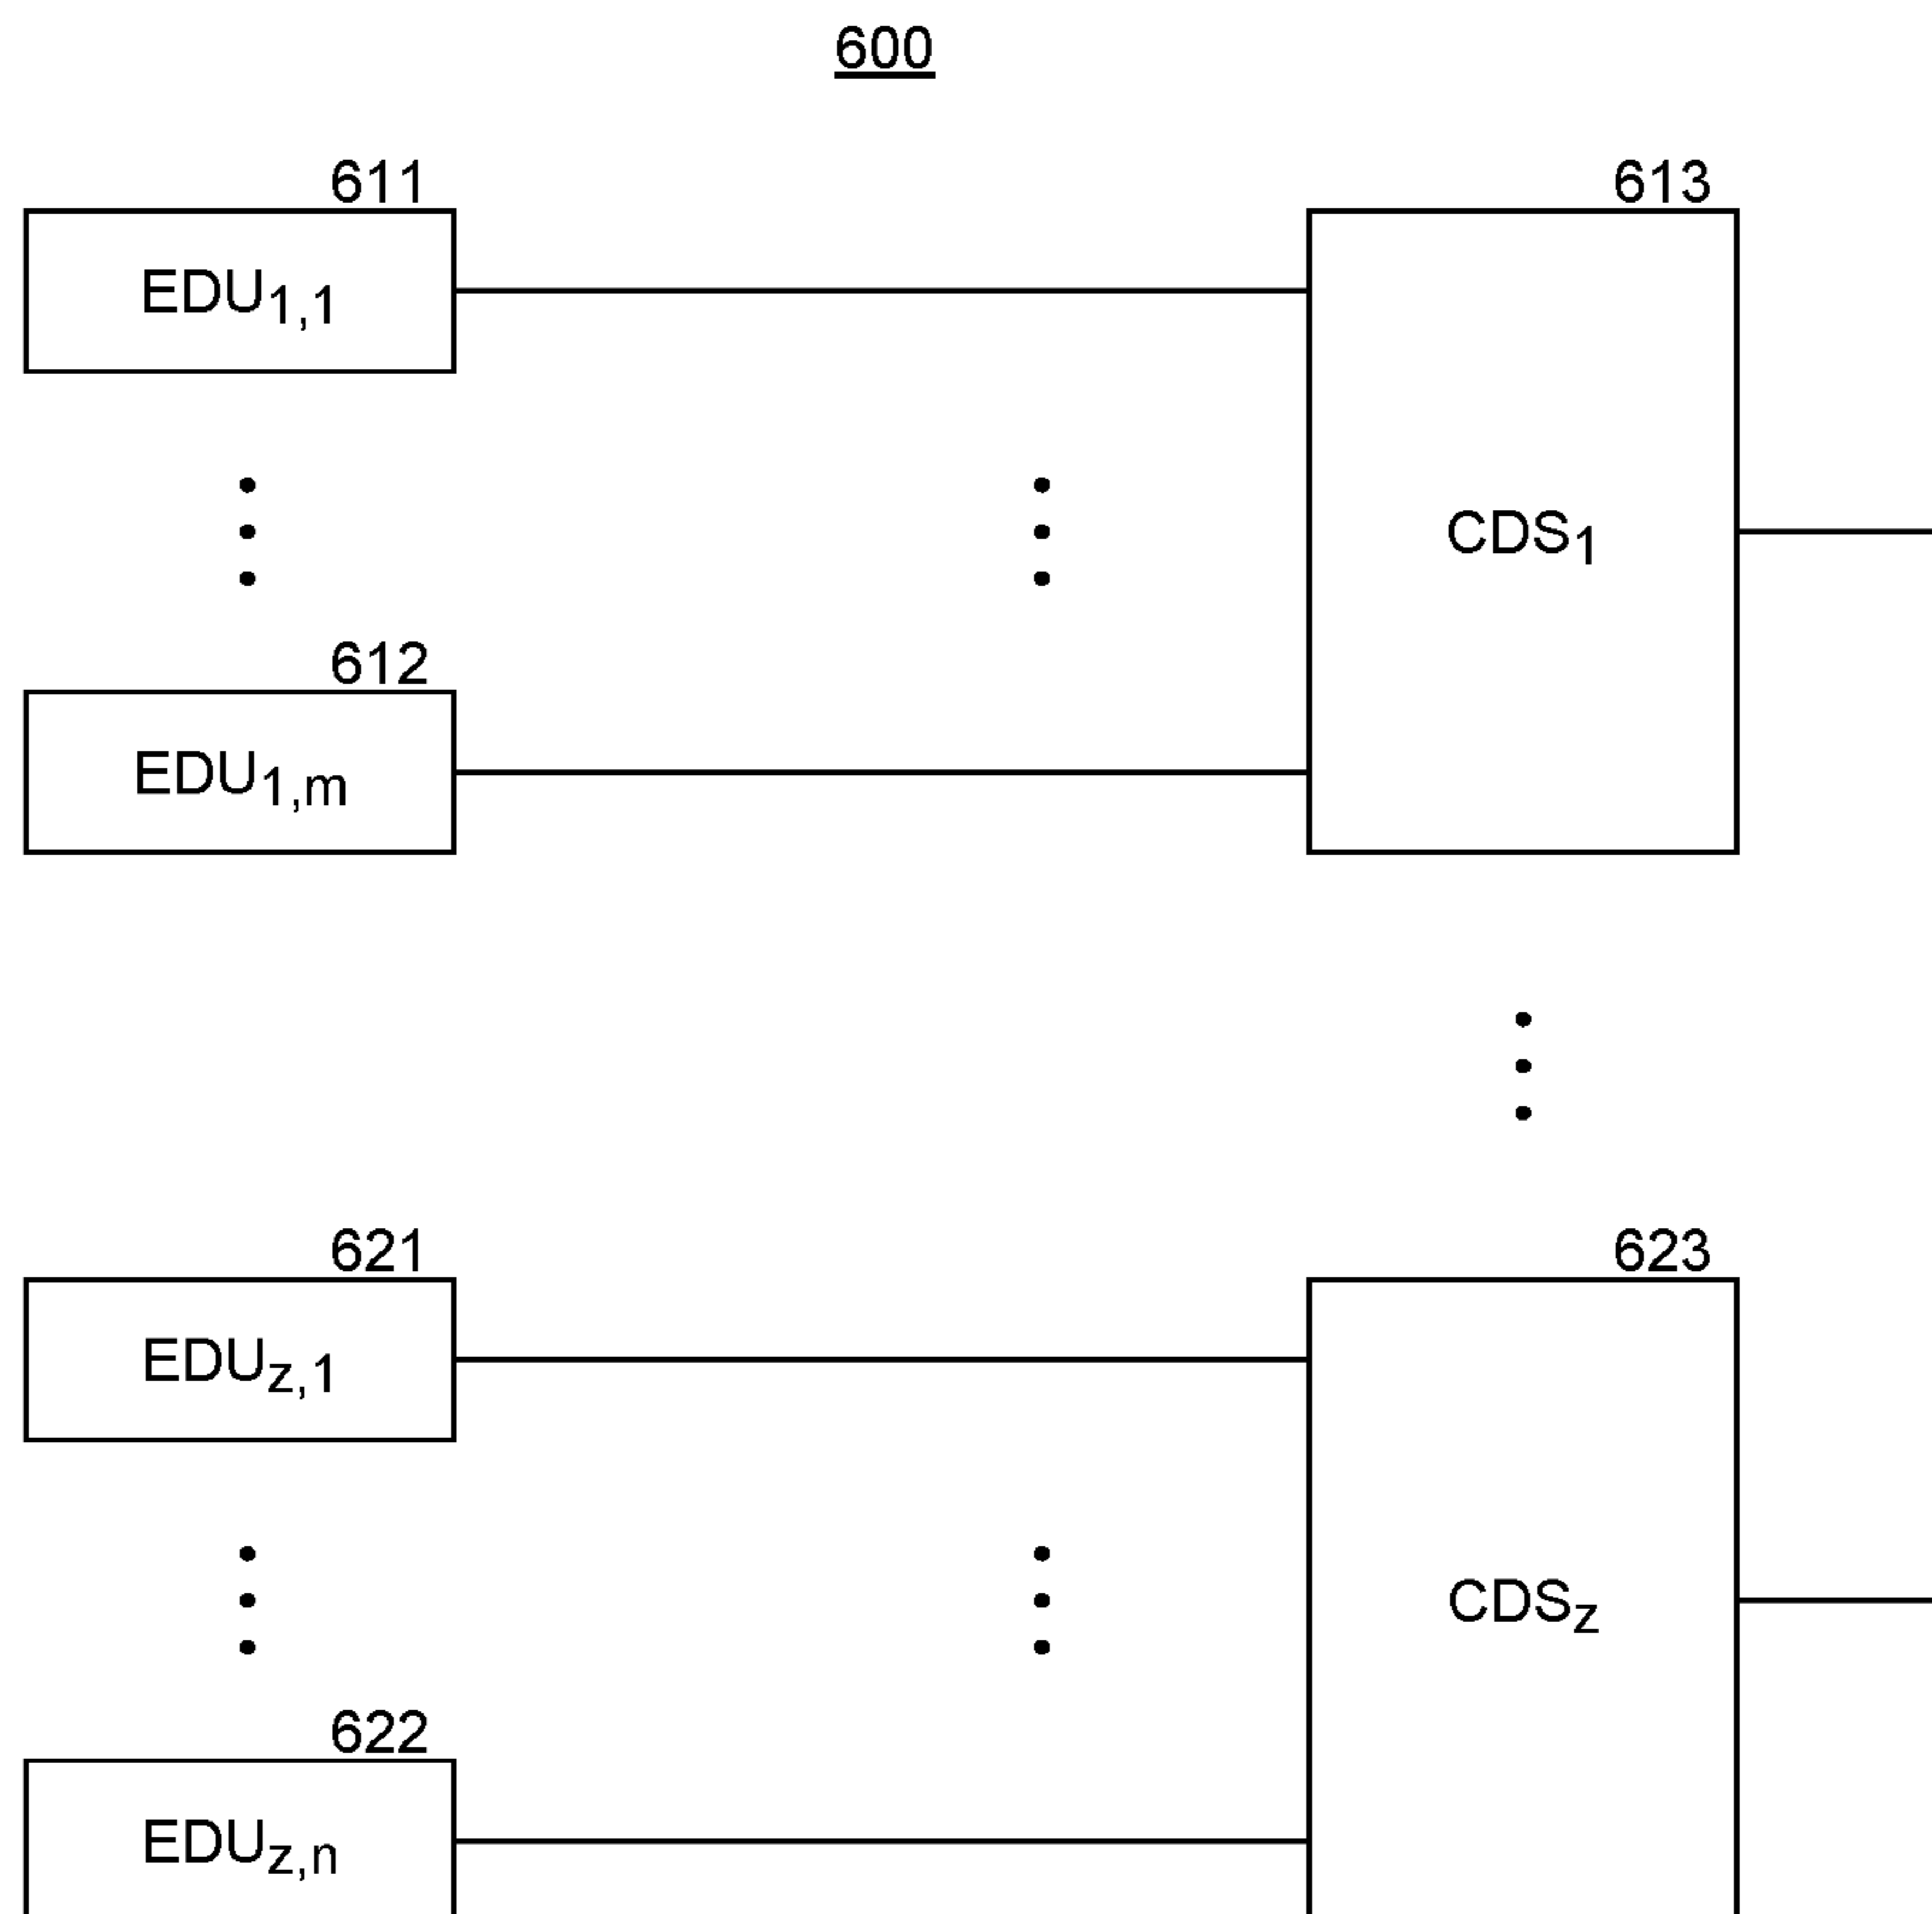 600
611 613
EDU1,1
CDS1
612
EDU1,m
621 623
EDUz,1
CDSz
622
EDUz,n